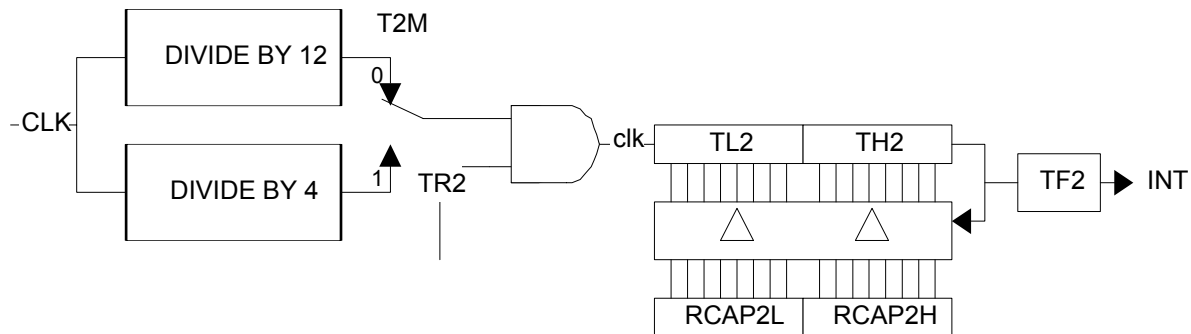 T2M
DIVIDE BY 12
0
CLK
clk
TL2
TH2
DIVIDE BY 4
1
TR2
TF2
INT
RCAP2L
RCAP2H